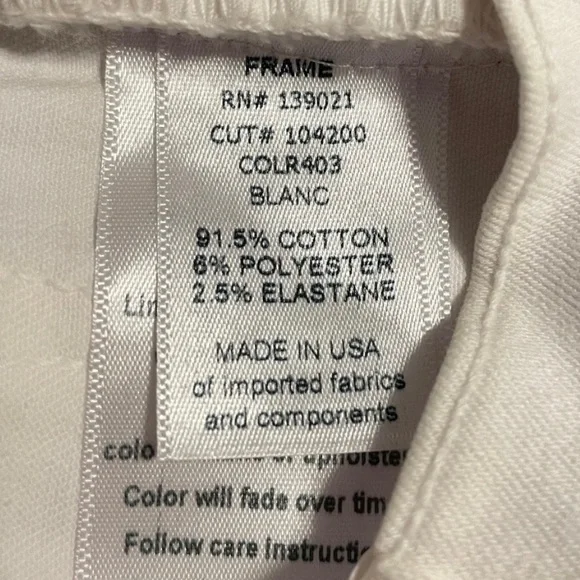 FRAME
RN# 139021
CUT# 104200
COLR403
BLANC
91.5% COTTON
6% POLYESTER
2.5% ELASTANE
MADE IN USA
of imported fabrics
and components
Color will fade over
Follow care